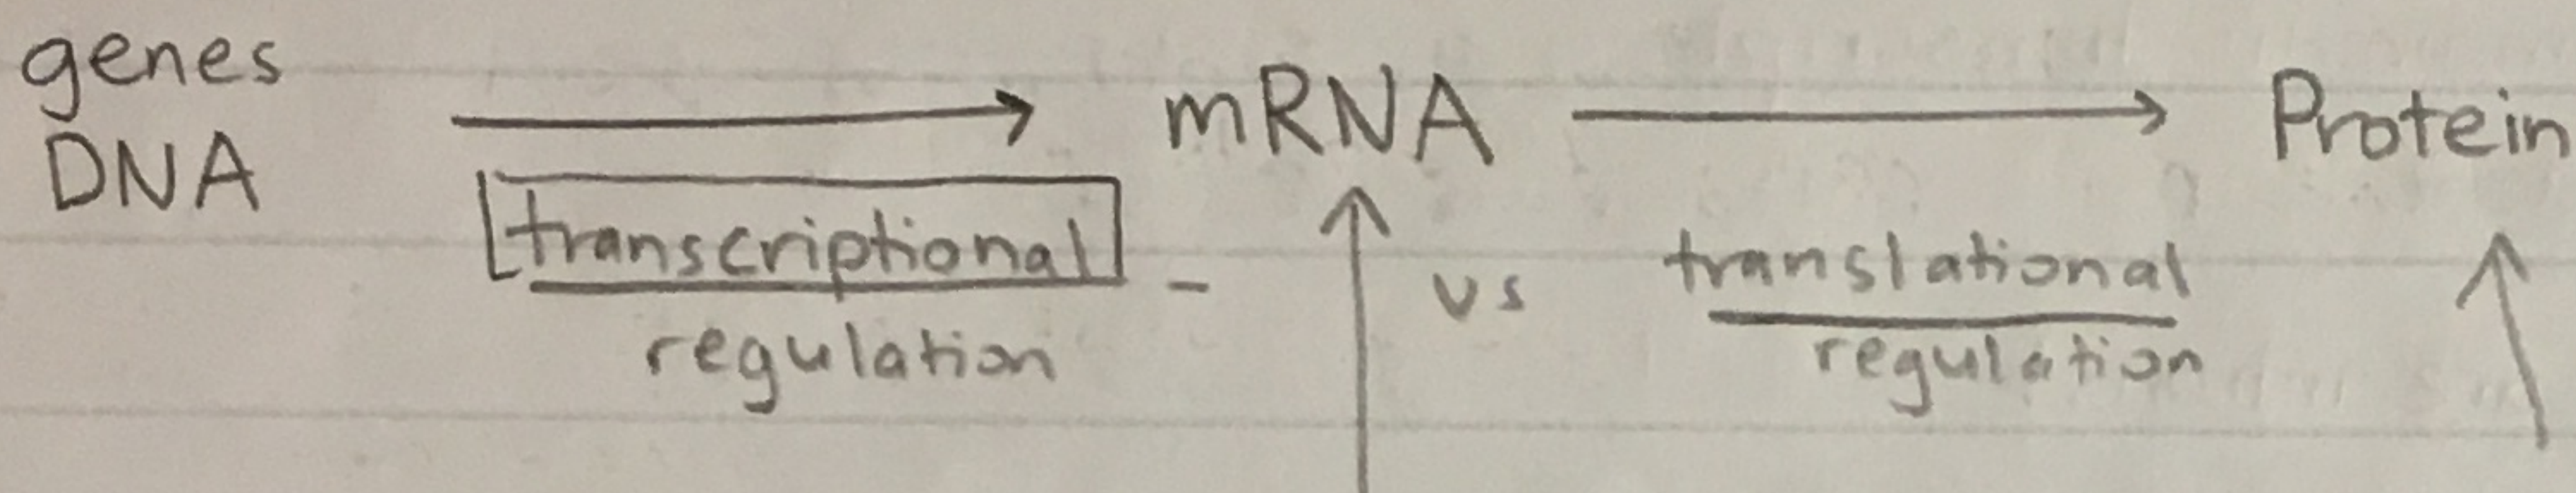 genes
DNA → mRNA → Protein
transcriptional - vs translational
regulation regulation